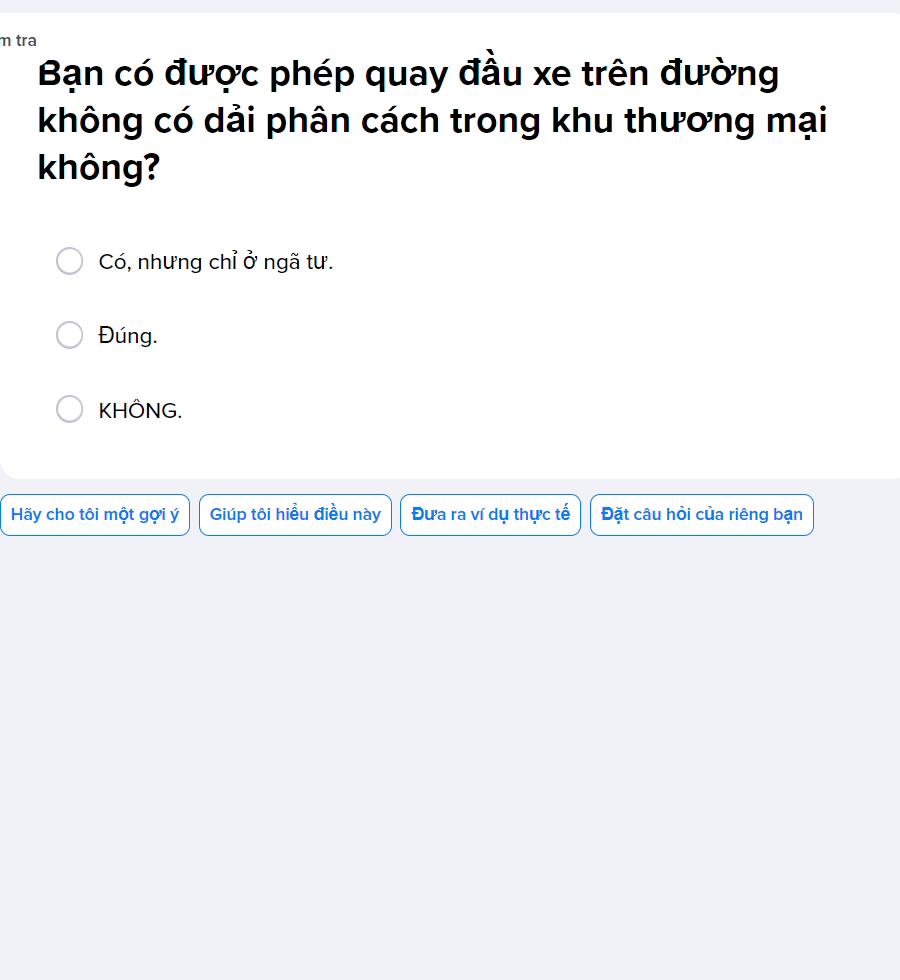 m tra
Bạn có được phép quay đầu xe trên đường
không có dải phân cách trong khu thương mại
không?
Có, nhưng chỉ ở ngã tư.
Đúng.
KHÔNG.
Hãy cho tôi một gợi ý
Giúp tôi hiểu điều này
Đưa ra ví dụ thực tế
Đặt câu hỏi của riêng bạn